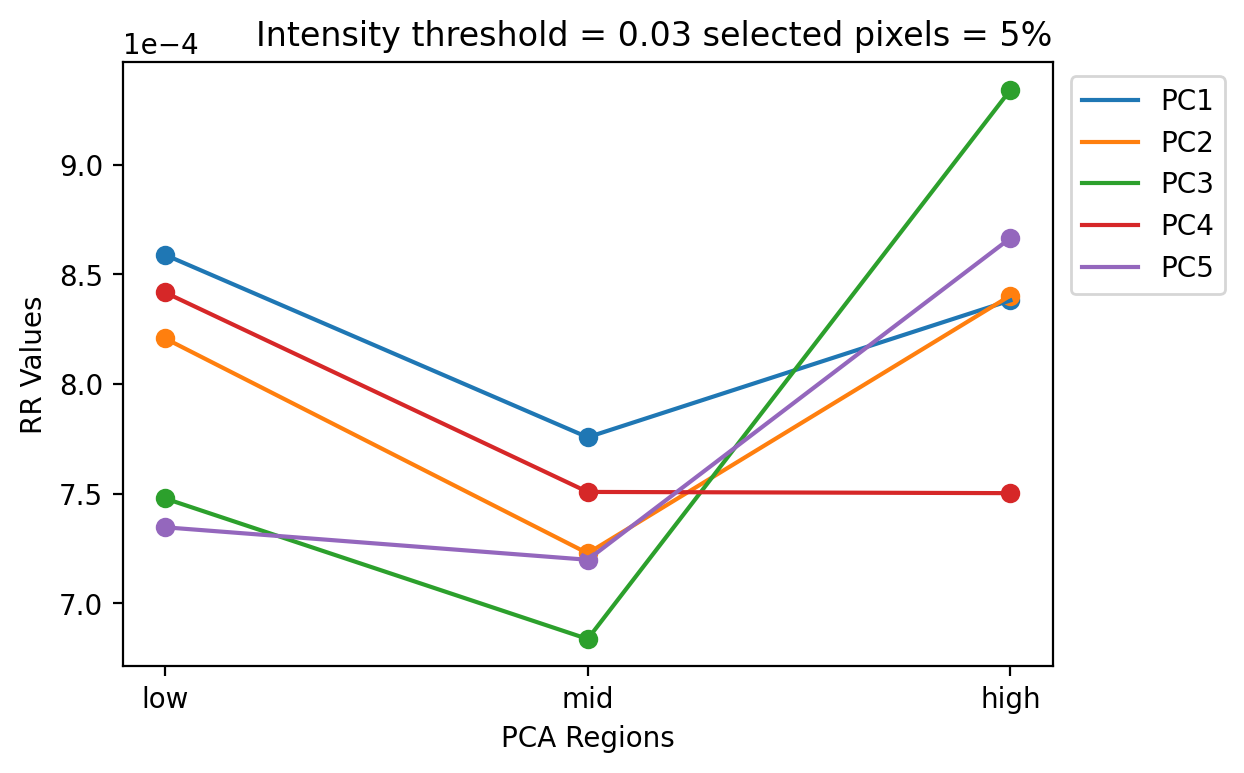 Intensity threshold = 0.03 selected pixels = 5%
1e−4
9.0
8.5
8.0
7.5
7.0
RR Values
low
mid
high
PCA Regions
PC1
PC2
PC3
PC4
PC5